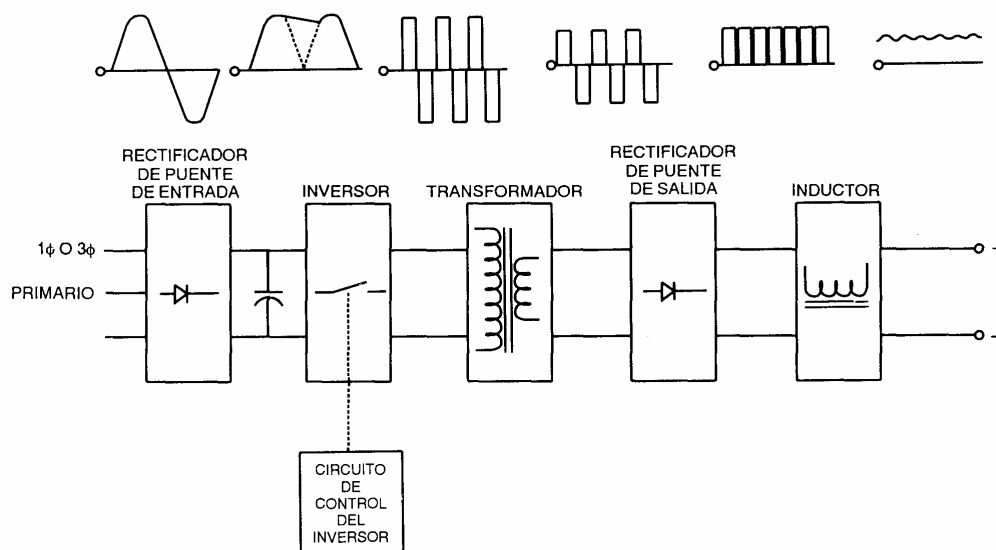 RECTIFICADOR
DE PUENTE
DE ENTRADA
INVERSOR
TRANSFORMADOR
RECTIFICADOR
DE PUENTE
DE SALIDA
INDUCTOR
1ϕ O 3ϕ
PRIMARIO
CIRCUITO
DE
CONTROL
DEL
INVERSOR